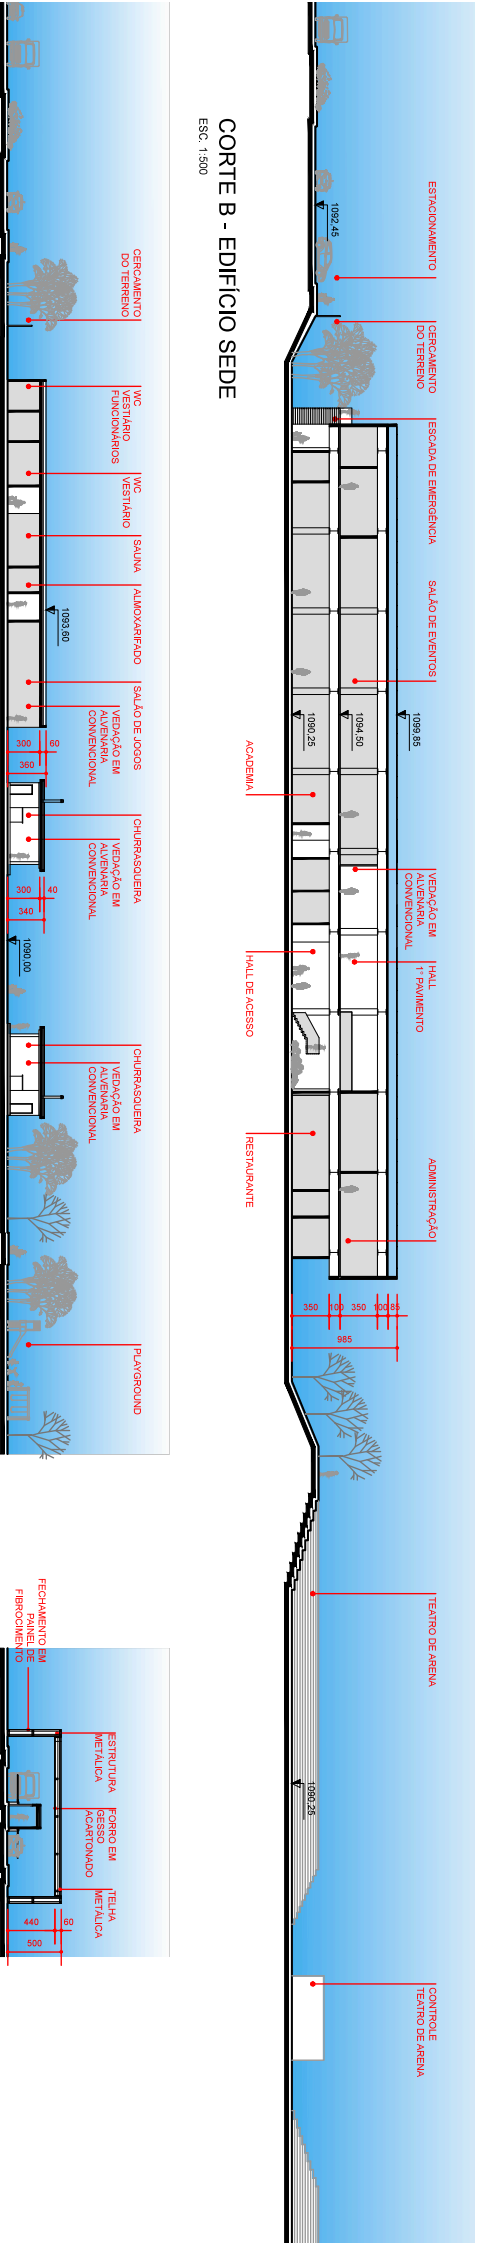 ESTACIONAMENTO
1092,45
CERCAMENTO
DO TERRENO
ESCADA DE EMERGÊNCIA
SALÃO DE EVENTOS
1099,85
1094,50
1090,25
ACADEMIA
VEDAÇÃO EM
ALVENARIA
CONVENCIONAL
HALL
1° PAVIMENTO
HALL DE ACESSO
RESTAURANTE
ADMINISTRAÇÃO
350
100
350
100
85
985
TEATRO DE ARENA
1090,25
CONTROLE
TEATRO DE ARENA
CORTE B - EDIFÍCIO SEDE
ESC. 1:500
CERCAMENTO
DO TERRENO
WC
VESTIÁRIO
FUNCIONÁRIOS
WC
VESTIÁRIO
SAUNA
ALMOXARIFADO
1093,60
SALÃO DE JOGOS
VEDAÇÃO EM
ALVENARIA
CONVENCIONAL
300
60
360
CHURRASQUEIRA
VEDAÇÃO EM
ALVENARIA
CONVENCIONAL
300
40
340
1090,00
CHURRASQUEIRA
VEDAÇÃO EM
ALVENARIA
CONVENCIONAL
PLAYGROUND
FECHAMENTO EM
PAINEL DE
FIBROCIMENTO
ESTRUTURA
METÁLICA
FORRO EM
GESSO
ACARTONADO
TELHA
METÁLICA
440
60
500